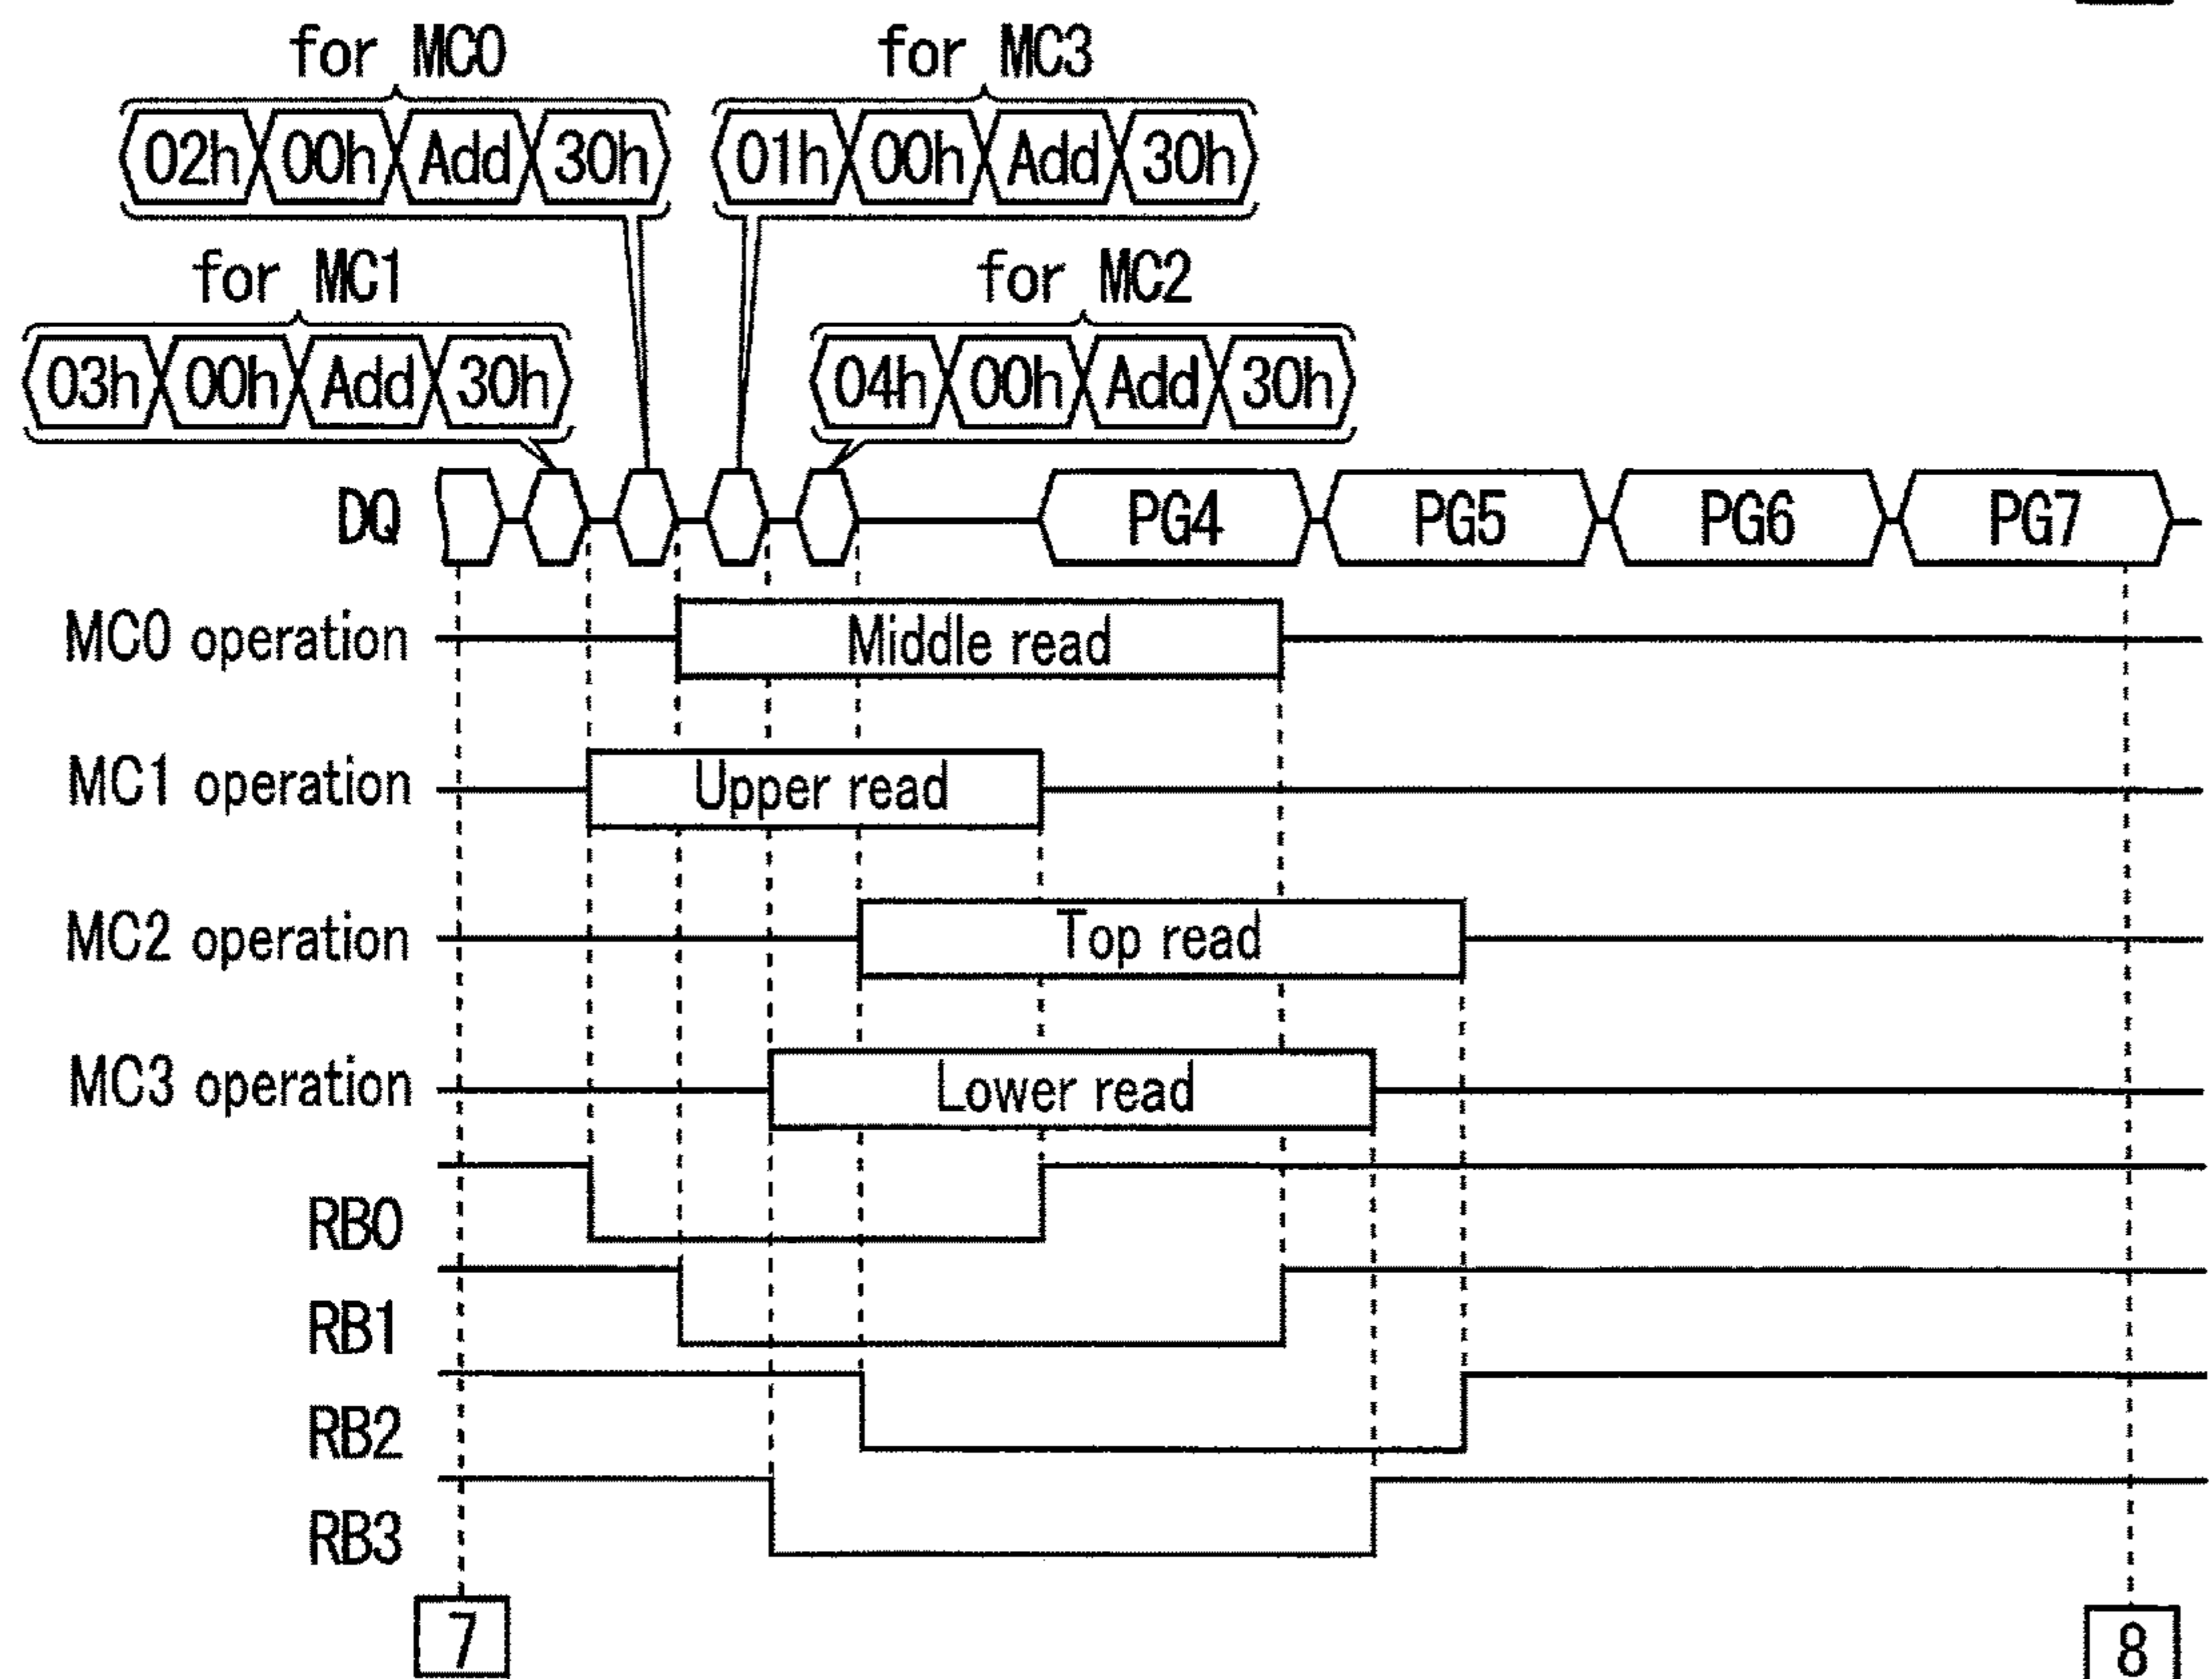 for MC0 for MC3
02h 00h Add 30h 01h 00h Add 30h
for MC1 for MC2
03h 00h Add 30h 04h 00h Add 30h
DQ PG4 PG5 PG6 PG7
MC0 operation Middle read
MC1 operation Upper read
MC2 operation Top read
MC3 operation Lower read
RB0
RB1
RB2
RB3
7 8